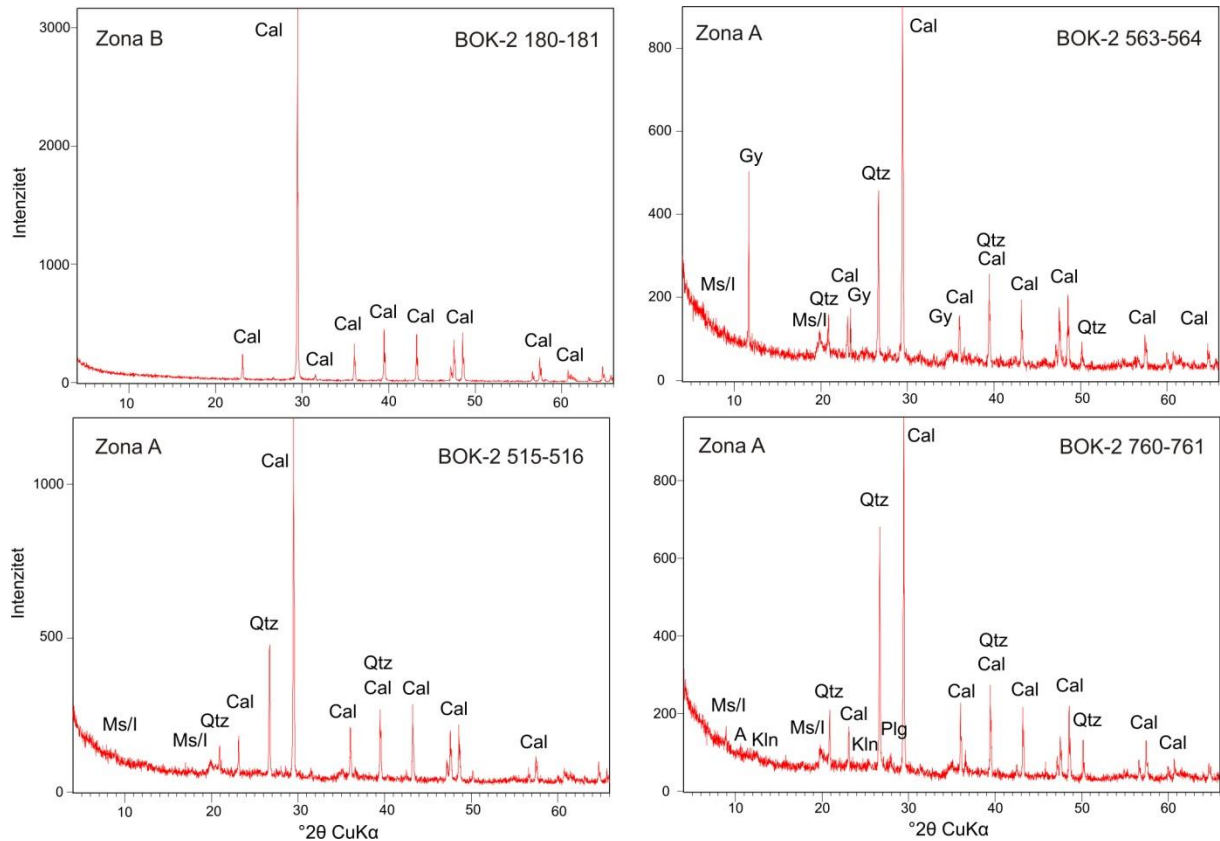 Zona B
BOK-2 180-181
Cal
Cal
Cal
Cal
Cal
Cal
Cal
Cal
Cal
Intenzitet
3000
2000
1000
0
10
20
30
40
50
60
Zona A
BOK-2 563-564
Cal
Gy
Qtz
Qtz
Cal
Ms/I
Ms/I
Qtz
Cal
Gy
Gy
Cal
Cal
Cal
Qtz
Cal
Cal
800
600
400
200
0
10
20
30
40
50
60
Zona A
BOK-2 515-516
Cal
Qtz
Qtz
Cal
Ms/I
Ms/I
Qtz
Cal
Cal
Cal
Cal
Cal
Intenzitet
1000
500
0
10
20
30
40
50
60
°2θ CuKα
Zona A
BOK-2 760-761
Cal
Qtz
Qtz
Cal
Ms/I
A
Kln
Ms/I
Qtz
Cal
Kln
Plg
Cal
Cal
Cal
Qtz
Cal
Cal
800
600
400
200
0
10
20
30
40
50
60
°2θ CuKα